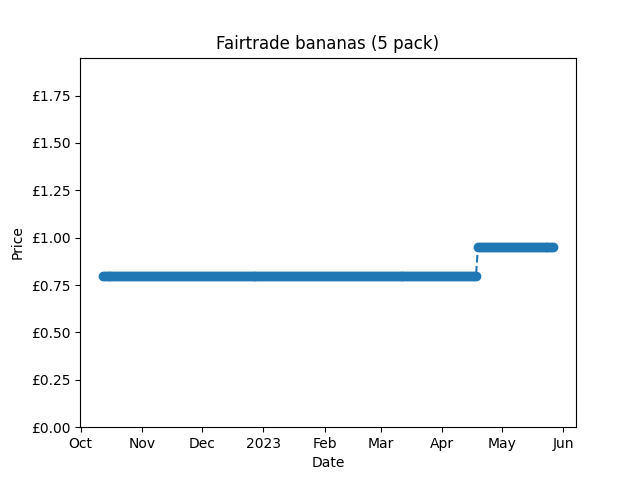 Fairtrade bananas (5 pack)
£1.75
£1.50
£1.25
£1.00
£0.75
£0.50
£0.25
£0.00
Price
Oct Nov Dec 2023 Feb Mar Apr May Jun
Date